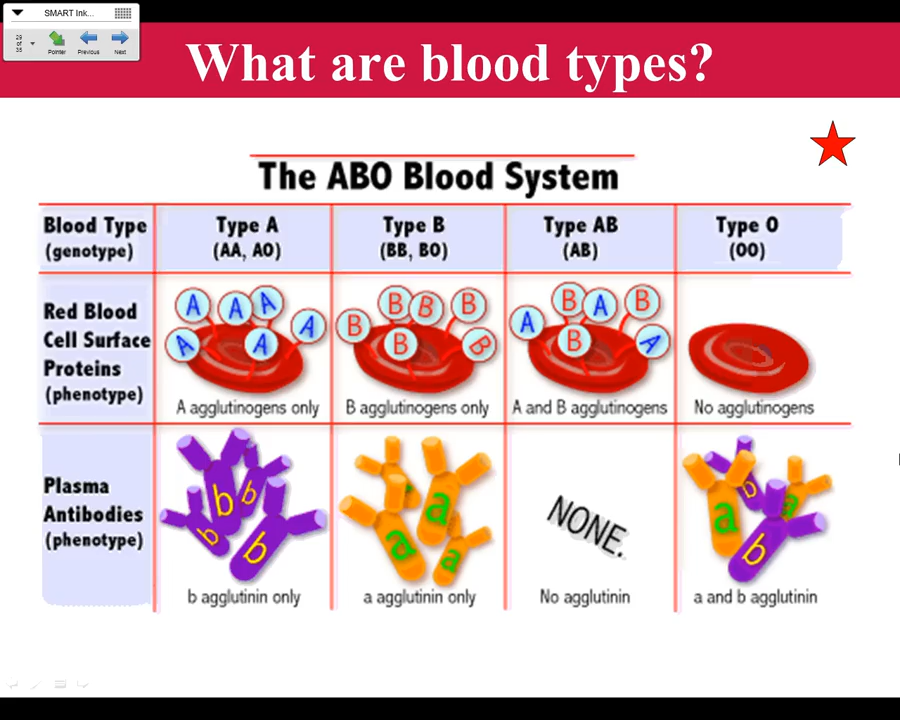 SMART Ink...
29
of
35
Pointer
Previous
Next
What are blood types?
The ABO Blood System
Blood Type
(genotype)
Type A
(AA, AO)
Type B
(BB, BO)
Type AB
(AB)
Type O
(OO)
Red Blood
Cell Surface
Proteins
(phenotype)
A A A A A A
A agglutinogens only
B B B B B B
B agglutinogens only
A B A B B A
A and B agglutinogens
No agglutinogens
Plasma
Antibodies
(phenotype)
b b b b
b agglutinin only
a a a
a agglutinin only
NONE.
No agglutinin
a b a b
a and b agglutinin